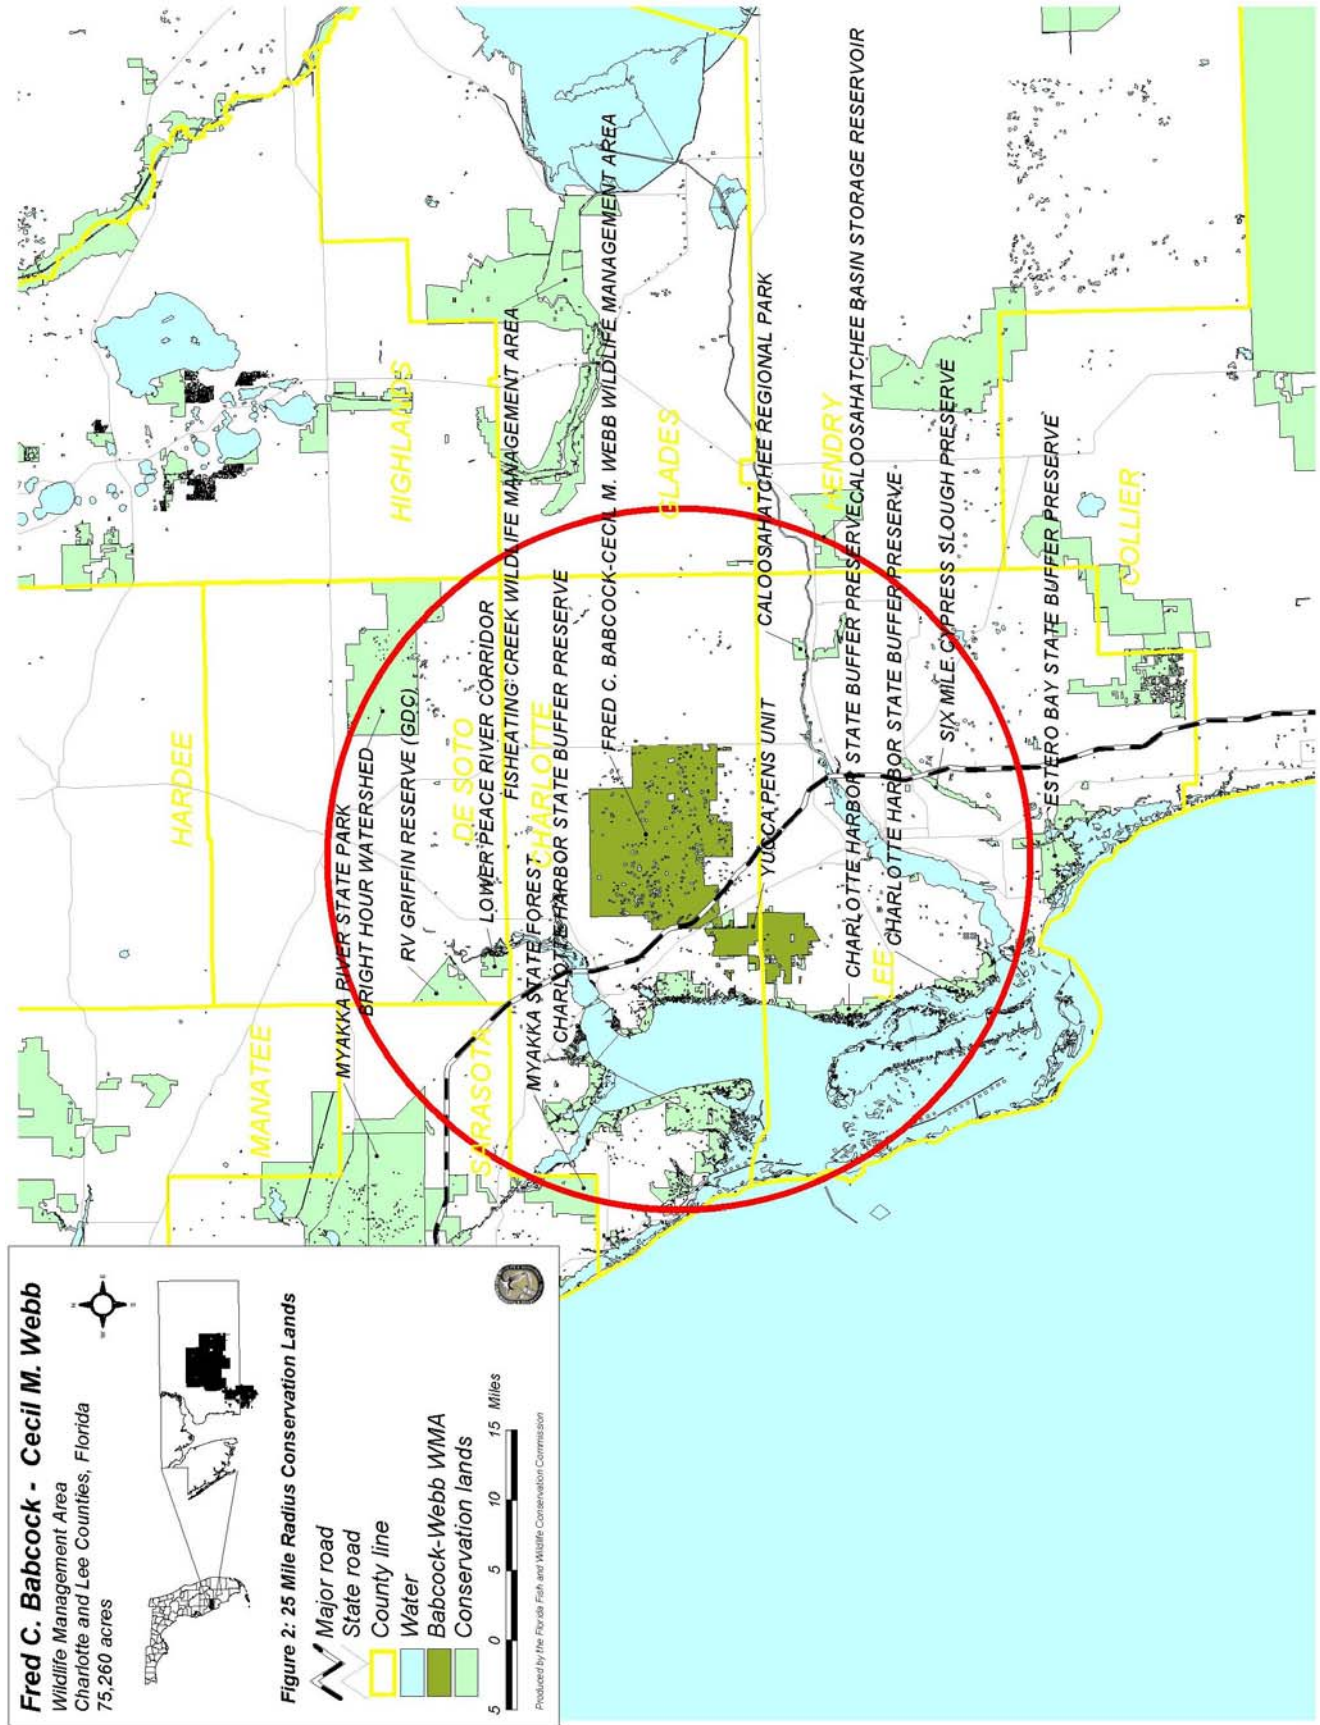 Fred C. Babcock - Cecil M. Webb
Wildlife Management Area
Charlotte and Lee Counties, Florida
75,260 acres
N
W
E
S
Figure 2: 25 Mile Radius Conservation Lands
Major road
State road
County line
Water
Babcock-Webb WMA
Conservation lands
5 0 5 10 15 Miles
Produced by the Florida Fish and Wildlife Conservation Commission
HARDEE
MANATEE
HIGHLANDS
MYAKKA RIVER STATE PARK
BRIGHT HOUR WATERSHED
RV GRIFFIN RESERVE (GDC)
DE SOTO
SARASOTA
LOWER PEACE RIVER CORRIDOR
FISHEATING CREEK WILDLIFE MANAGEMENT AREA
MYAKKA STATE FOREST
CHARLOTTE
CHARLOTTE HARBOR STATE BUFFER PRESERVE
FRED C. BABCOCK-CECIL M. WEBB WILDLIFE MANAGEMENT AREA
GLADES
YUCCA PENS UNIT
CALOOSAHATCHEE REGIONAL PARK
HENDRY
CHARLOTTE HARBOR STATE BUFFER PRESERVE
CALOOSAHATCHEE BASIN STORAGE RESERVOIR
LEE
CHARLOTTE HARBOR STATE BUFFER PRESERVE
SIX MILE CYPRESS SLOUGH PRESERVE
ESTERO BAY STATE BUFFER PRESERVE
COLLIER